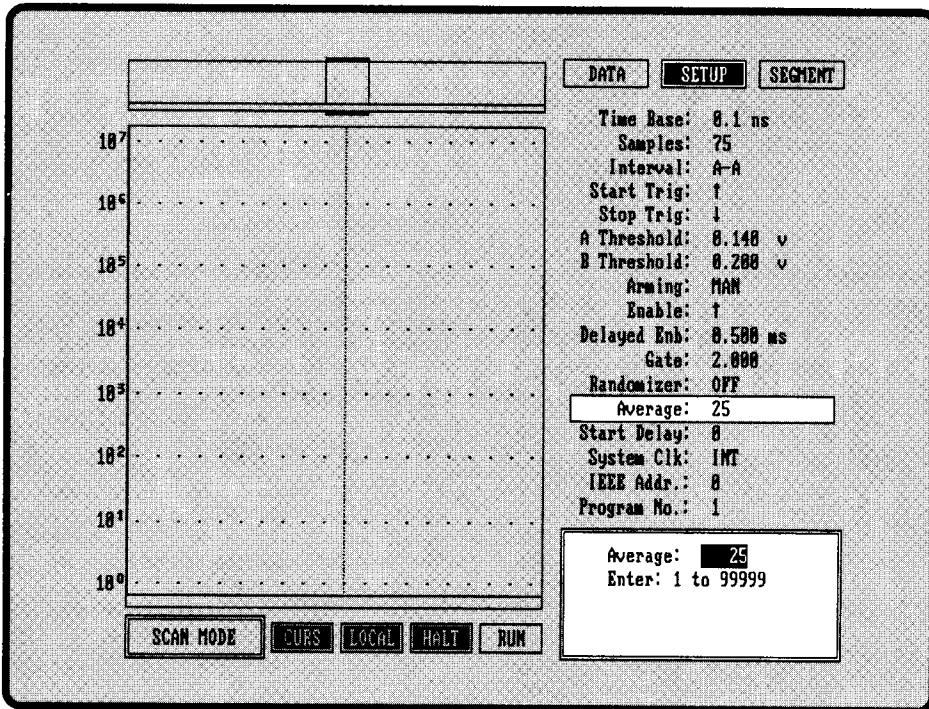 DATA SETUP SEGMENT
Time Base: 0.1 ns
Samples: 75
Interval: A-A
Start Trig: ↑
Stop Trig: ↓
A Threshold: 0.140 v
B Threshold: 0.200 v
Arming: MAN
Enable: ↑
Delayed Enb: 0.500 ms
Gate: 2.000
Randomizer: OFF
Average: 25
Start Delay: 0
System Clk: INT
IEEE Addr.: 0
Program No.: 1
10⁷
10⁶
10⁵
10⁴
10³
10²
10¹
10⁰
Average: 25
Enter: 1 to 99999
SCAN MODE CURS LOCAL HALT RUN